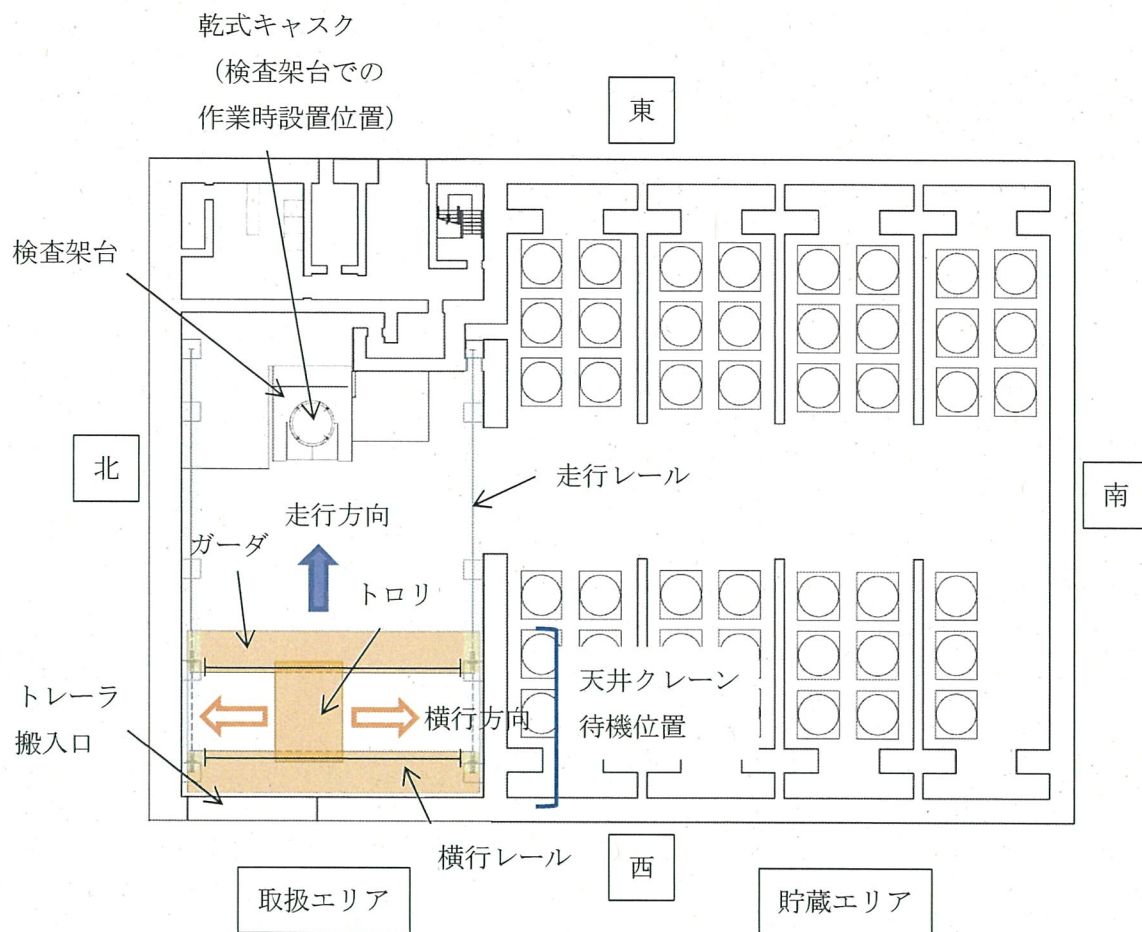 乾式キャスク
（検査架台での
作業時設置位置）
東
検査架台
北
南
走行レール
走行方向
ガーダ
トロリ
天井クレーン
待機位置
トレーラ
搬入口
横行方向
横行レール
西
取扱エリア
貯蔵エリア